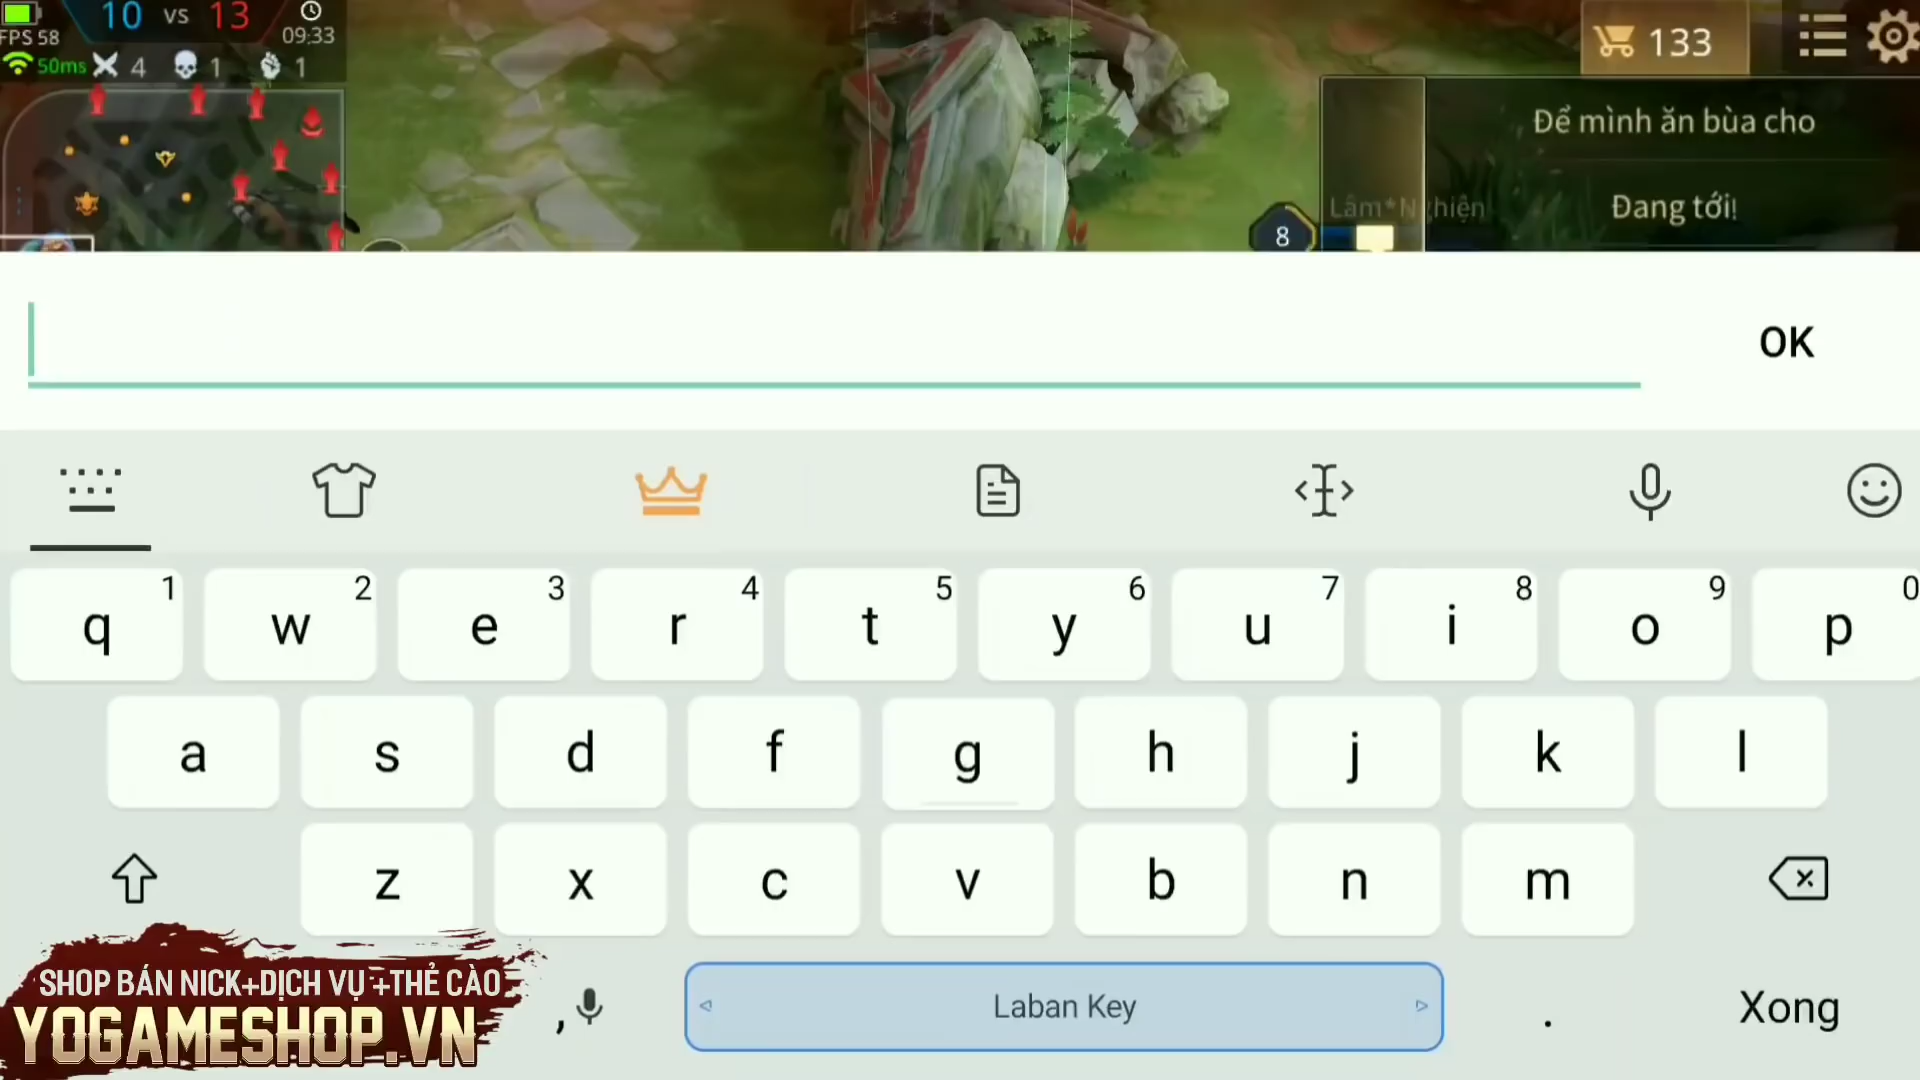 10 vs 13
FPS 58
09:33
50ms 4 1 1
133
Để mình ăn bùa cho
Lâm*Nghiện
Đang tới!
8
OK
1 2 3 4 5 6 7 8 9 0
q w e r t y u i o p
a s d f g h j k l
z x c v b n m
, Laban Key . Xong
SHOP BÁN NICK+DỊCH VỤ+THẺ CÀO
YOGAMESHOP.VN